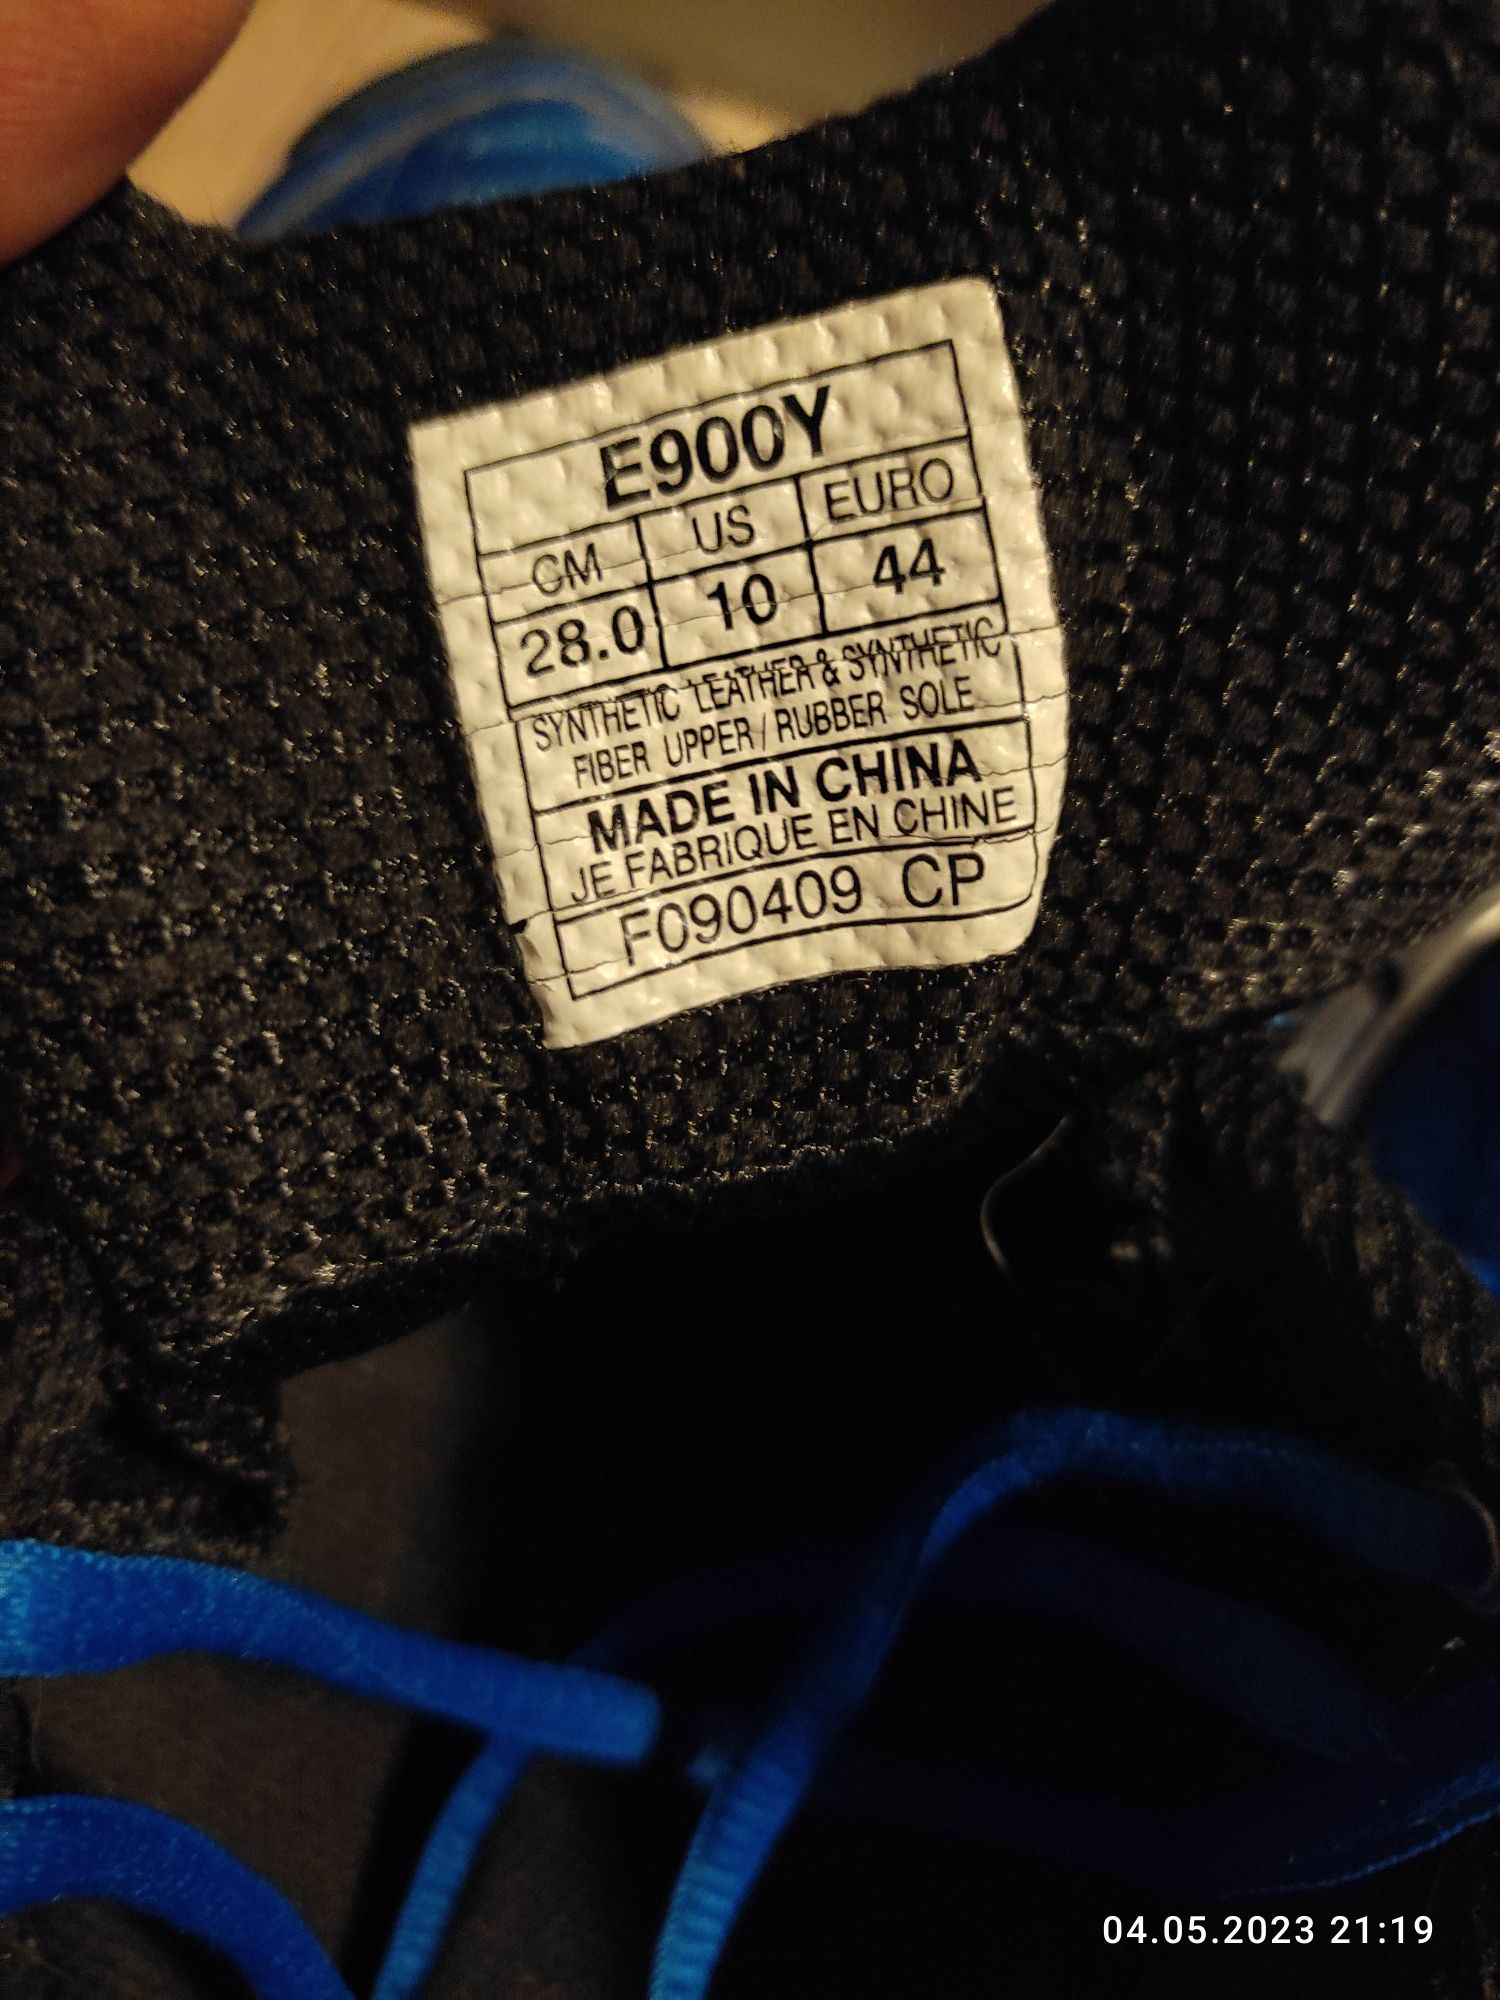 E900Y
CM US EURO
28.0 10 44
SYNTHETIC LEATHER & SYNTHETIC
FIBER UPPER / RUBBER SOLE
MADE IN CHINA
JE FABRIQUE EN CHINE
F090409 CP
04.05.2023 21:19